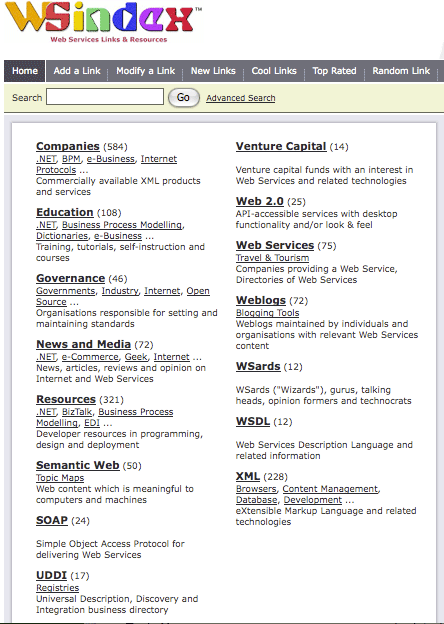 WSindex™
Web Services Links & Resources
Home Add a Link Modify a Link New Links Cool Links Top Rated Random Link
Search Go Advanced Search
Companies (584)
.NET, BPM, e-Business, Internet
Protocols ...
Commercially available XML products
and services
Education (108)
.NET, Business Process Modelling,
Dictionaries, e-Business ...
Training, tutorials, self-instruction and
courses
Governance (46)
Governments, Industry, Internet, Open
Source ...
Organisations responsible for setting and
maintaining standards
News and Media (72)
.NET, e-Commerce, Geek, Internet ...
News, articles, reviews and opinion on
Internet and Web Services
Resources (321)
.NET, BizTalk, Business Process
Modelling, EDI ...
Developer resources in programming,
design and deployment
Semantic Web (50)
Topic Maps
Web content which is meaningful to
computers and machines
SOAP (24)
Simple Object Access Protocol for
delivering Web Services
UDDI (17)
Registries
Universal Description, Discovery and
Integration business directory
Venture Capital (14)
Venture capital funds with an interest in
Web Services and related technologies
Web 2.0 (25)
API-accessible services with desktop
functionality and/or look & feel
Web Services (75)
Travel & Tourism
Companies providing a Web Service,
Directories of Web Services
Weblogs (72)
Blogging Tools
Weblogs maintained by individuals and
organisations with relevant Web Services
content
WSards (12)
WSards ("Wizards"), gurus, talking
heads, opinion formers and technocrats
WSDL (12)
Web Services Description Language and
related information
XML (228)
Browsers, Content Management,
Database, Development ...
eXtensible Markup Language and related
technologies